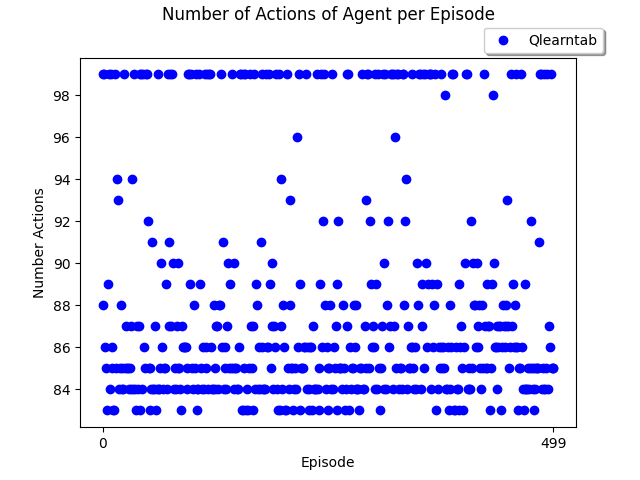 Number of Actions of Agent per Episode
Qlearntab
98
96
94
92
90
88
86
84
Number Actions
0 499
Episode